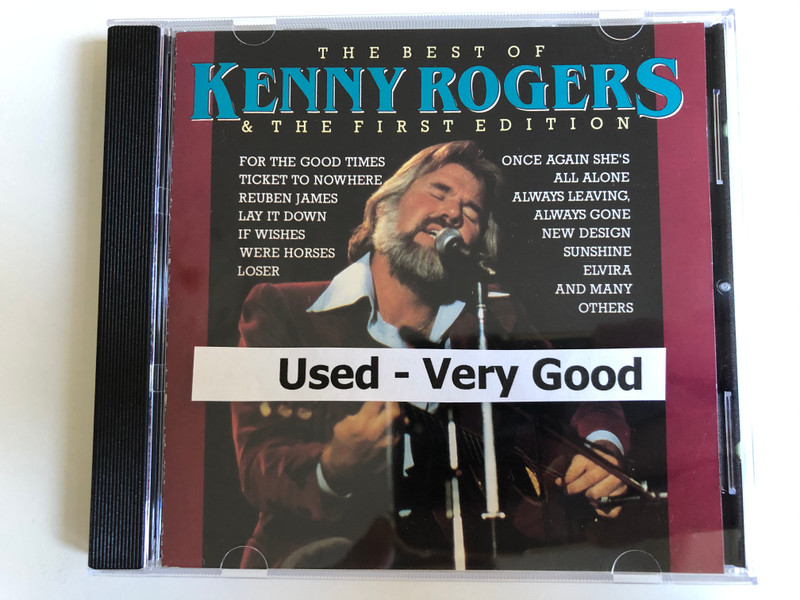 THE BEST OF
KENNY ROGERS
& THE FIRST EDITION
FOR THE GOOD TIMES
TICKET TO NOWHERE
REUBEN JAMES
LAY IT DOWN
IF WISHES
WERE HORSES
LOSER
ONCE AGAIN SHE'S
ALL ALONE
ALWAYS LEAVING,
ALWAYS GONE
NEW DESIGN
SUNSHINE
ELVIRA
AND MANY
OTHERS
Used - Very Good